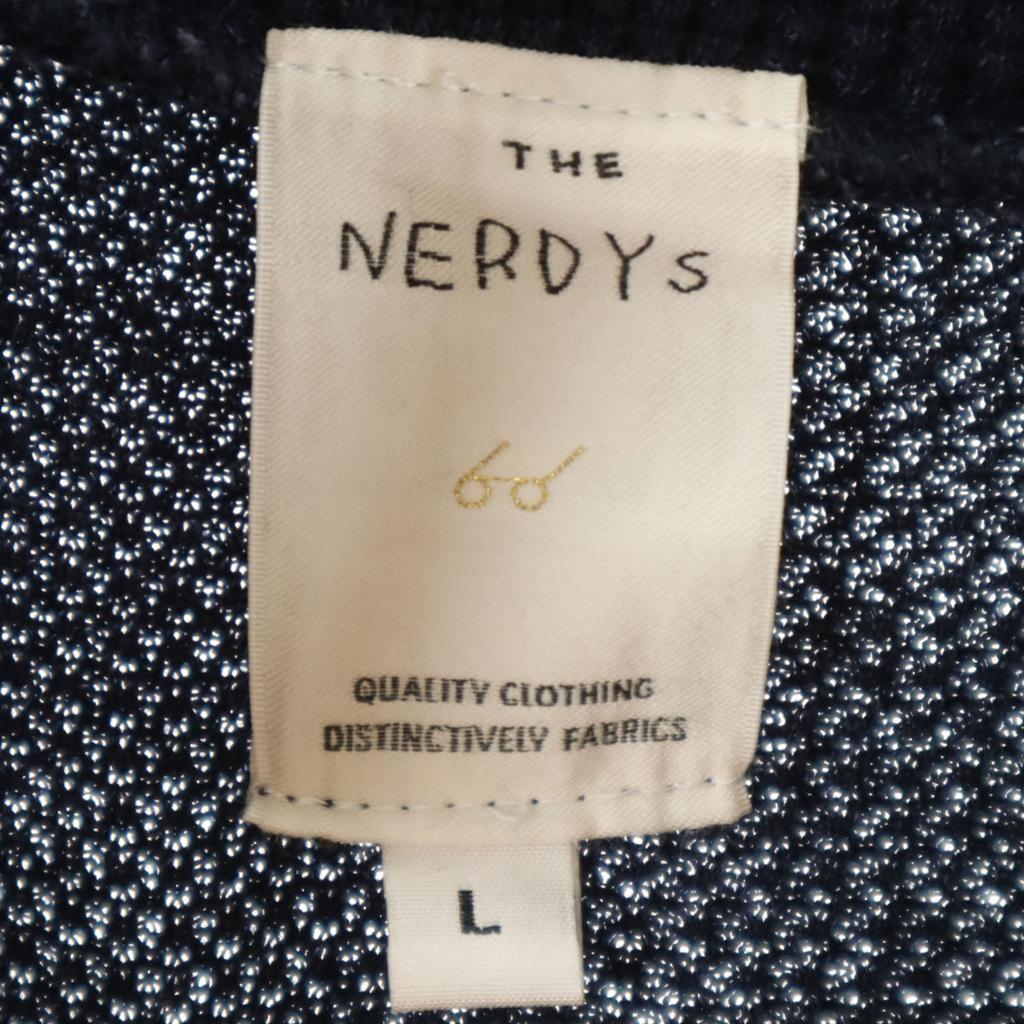 THE
NERDYS
QUALITY CLOTHING
DISTINCTIVELY FABRICS
L